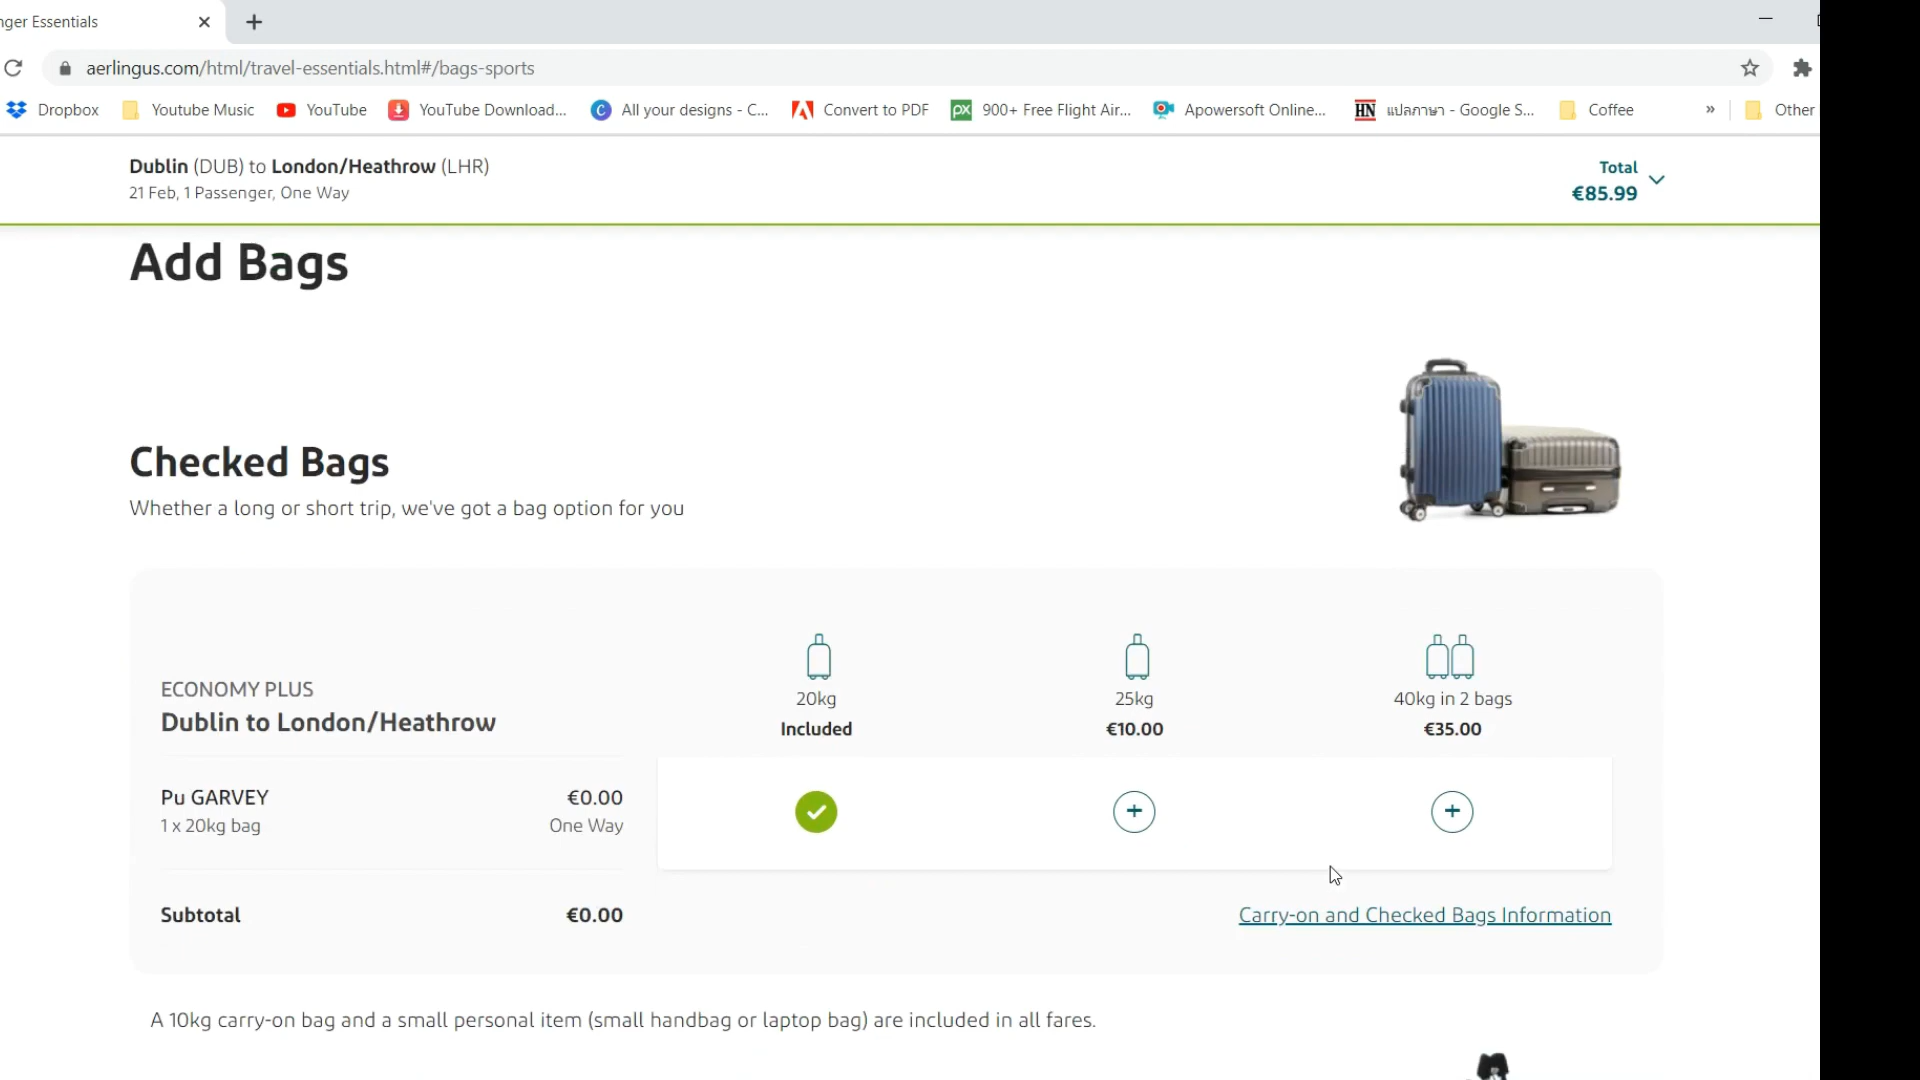 nger Essentials
aerlingus.com/html/travel-essentials.html#/bags-sports
Dropbox
Youtube Music
YouTube
YouTube Download...
C
All your designs - C...
Convert to PDF
px
900+ Free Flight Air...
Apowersoft Online...
HN
แปลภาษา - Google S...
Coffee
»
Other
Dublin (DUB) to London/Heathrow (LHR)
21 Feb, 1 Passenger, One Way
Total
€85.99
Add Bags
Checked Bags
Whether a long or short trip, we've got a bag option for you
ECONOMY PLUS
Dublin to London/Heathrow
20kg
Included
25kg
€10.00
40kg in 2 bags
€35.00
Pu GARVEY
€0.00
1 x 20kg bag
One Way
Subtotal
€0.00
Carry-on and Checked Bags Information
A 10kg carry-on bag and a small personal item (small handbag or laptop bag) are included in all fares.